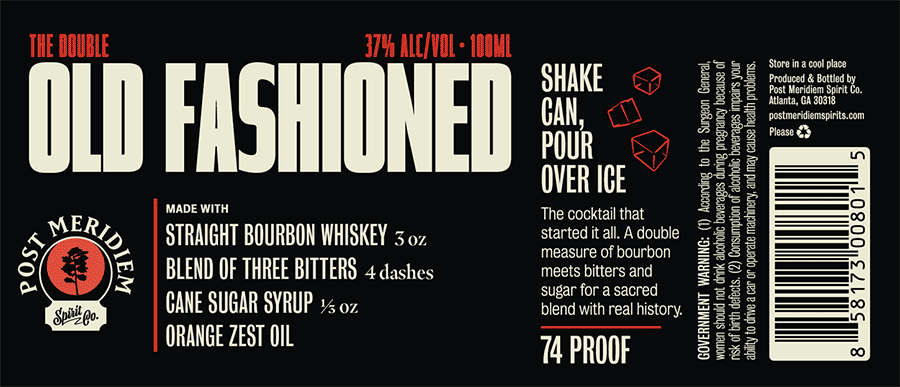 THE DOUBLE
37% ALC/VOL • 100ML
OLD FASHIONED
POST MERIDIEM
Spirit Co.
MADE WITH
STRAIGHT BOURBON WHISKEY 3 oz
BLEND OF THREE BITTERS 4 dashes
CANE SUGAR SYRUP ⅓ oz
ORANGE ZEST OIL
SHAKE
CAN,
POUR
OVER ICE
The cocktail that
started it all. A double
measure of bourbon
meets bitters and
sugar for a sacred
blend with real history.
74 PROOF
GOVERNMENT WARNING: (1) According to the Surgeon General,
women should not drink alcoholic beverages during pregnancy because of
risk of birth defects. (2) Consumption of alcoholic beverages impairs your
ability to drive a car or operate machinery, and may cause health problems.
Store in a cool place
Produced & Bottled by
Post Meridiem Spirit Co.
Atlanta, GA 30318
postmeridiemspirits.com
Please ♻
8 58173 00801 5